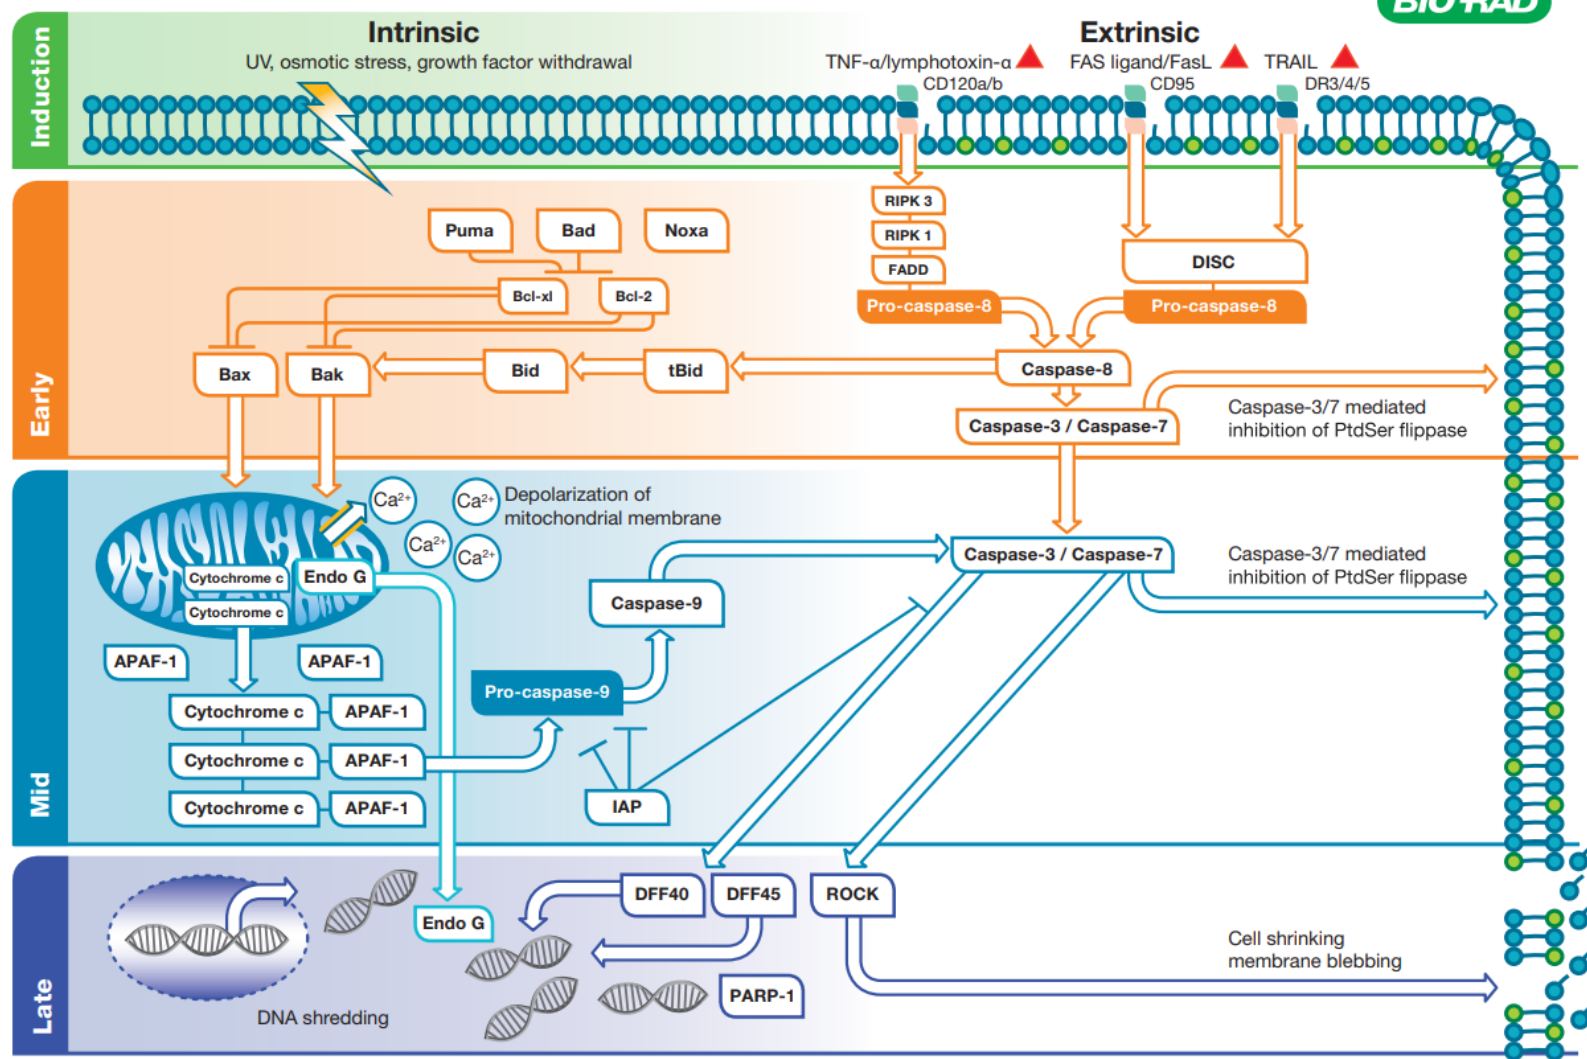 BIO-RAD
Induction
Intrinsic
UV, osmotic stress, growth factor withdrawal
Extrinsic
TNF-α/lymphotoxin-α
CD120a/b
FAS ligand/FasL
CD95
TRAIL
DR3/4/5
Early
Puma
Bad
Noxa
Bcl-xl
Bcl-2
Bax
Bak
Bid
tBid
RIPK 3
RIPK 1
FADD
Pro-caspase-8
DISC
Pro-caspase-8
Caspase-8
Caspase-3 / Caspase-7
Caspase-3/7 mediated
inhibition of PtdSer flippase
Mid
Ca2+
Ca2+
Ca2+
Ca2+
Depolarization of
mitochondrial membrane
Cytochrome c
Cytochrome c
Endo G
APAF-1
APAF-1
Cytochrome c
APAF-1
Cytochrome c
APAF-1
Cytochrome c
APAF-1
Caspase-9
Pro-caspase-9
IAP
Caspase-3 / Caspase-7
Caspase-3/7 mediated
inhibition of PtdSer flippase
Late
DNA shredding
Endo G
DFF40
DFF45
ROCK
PARP-1
Cell shrinking
membrane blebbing